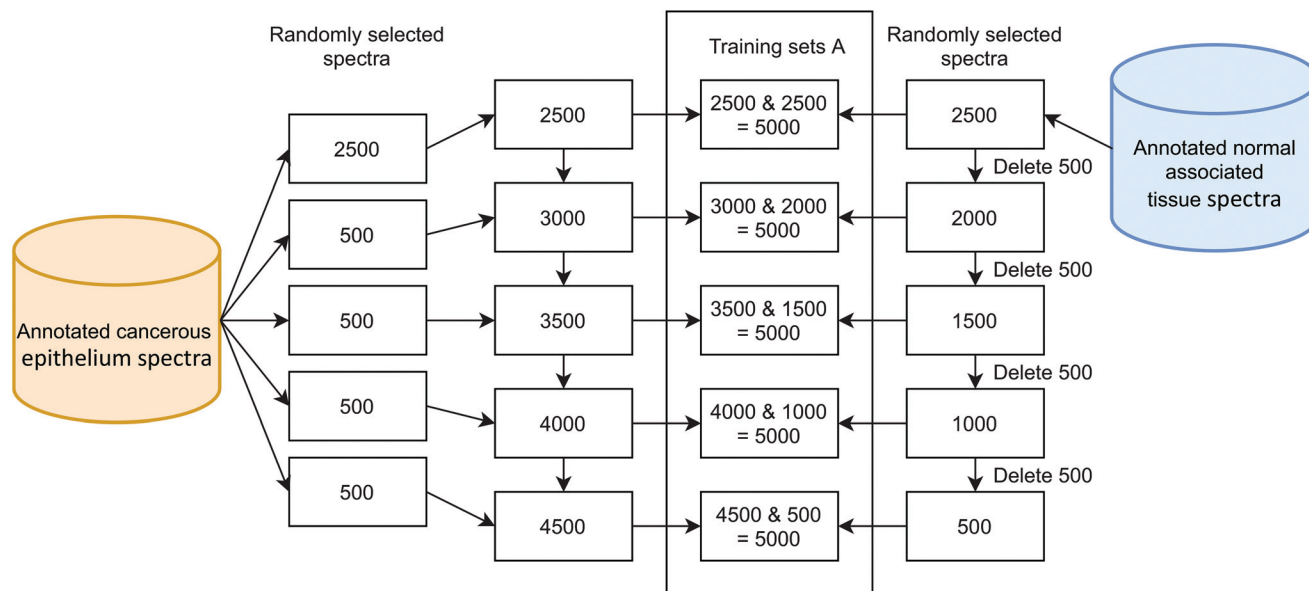 Randomly selected
spectra
Training sets A
Randomly selected
spectra
2500
2500
2500 & 2500
= 5000
2500
Annotated normal
associated
tissue spectra
Delete 500
500
3000
3000 & 2000
= 5000
2000
Delete 500
Annotated cancerous
epithelium spectra
500
3500
3500 & 1500
= 5000
1500
Delete 500
500
4000
4000 & 1000
= 5000
1000
Delete 500
500
4500
4500 & 500
= 5000
500